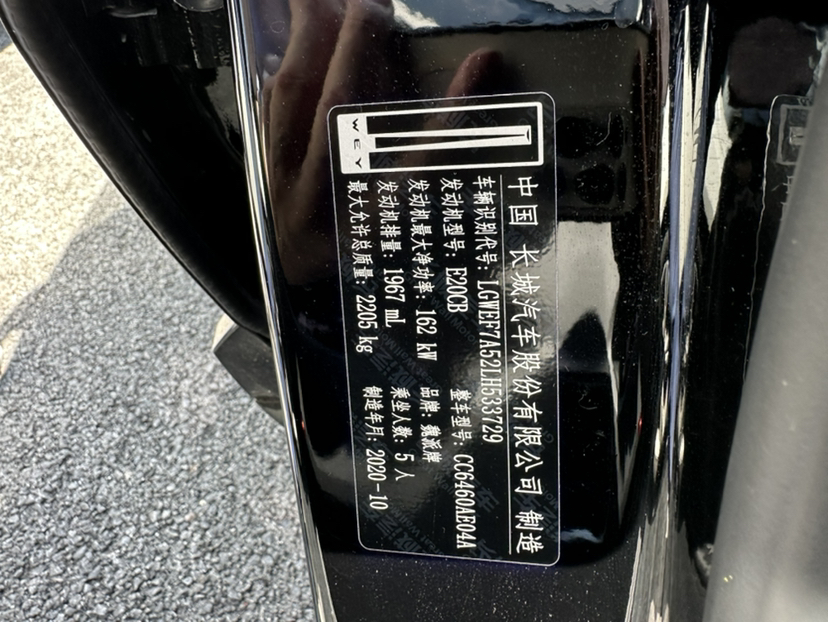 WEY
中国 长城汽车股份有限公司 制造
车辆识别代号: LGWEF7A52LH533729
发动机型号: E20CB 整车型号: CC6460AE04A
发动机最大净功率: 162 kW 品牌: 魏派牌
发动机排量: 1967 mL 乘坐人数: 5 人
最大允许总质量: 2205 kg 制造年月: 2020-10